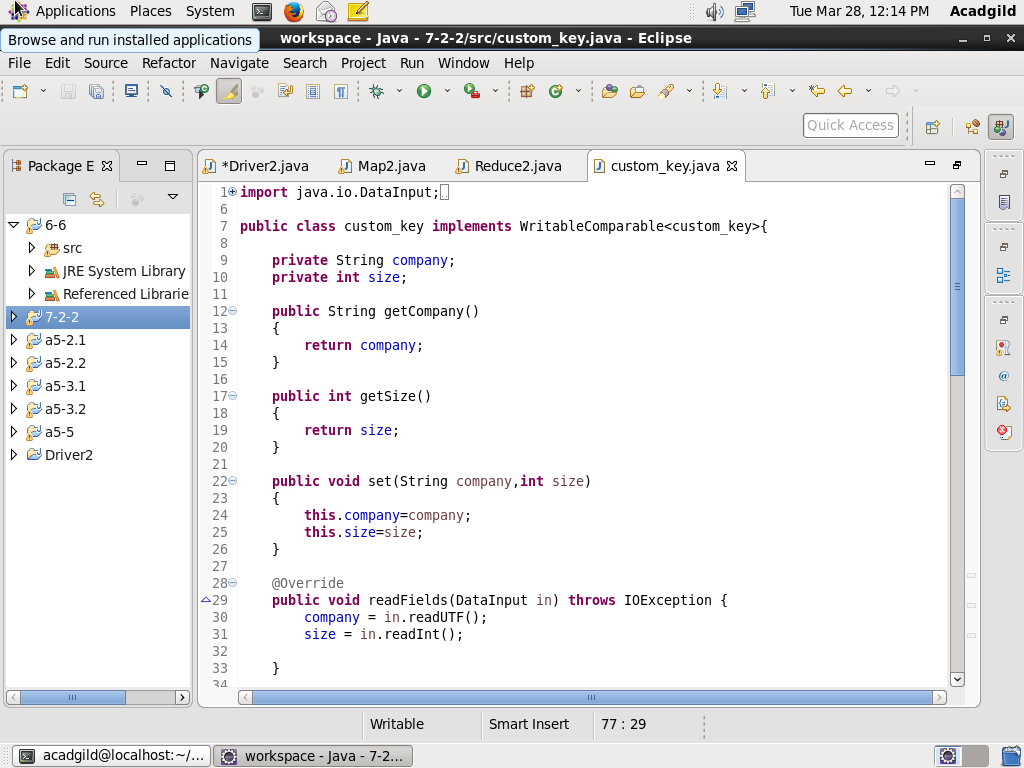 Applications Places System Tue Mar 28, 12:14 PM Acadgild
Browse and run installed applications
workspace - Java - 7-2-2/src/custom_key.java - Eclipse
File Edit Source Refactor Navigate Search Project Run Window Help
Quick Access
Package E
*Driver2.java Map2.java Reduce2.java custom_key.java
6-6
src
JRE System Library
Referenced Librarie
7-2-2
a5-2.1
a5-2.2
a5-3.1
a5-3.2
a5-5
Driver2
1 import java.io.DataInput;
6
7 public class custom_key implements WritableComparable<custom_key>{
8
9 private String company;
10 private int size;
11
12 public String getCompany()
13 {
14 return company;
15 }
16
17 public int getSize()
18 {
19 return size;
20 }
21
22 public void set(String company,int size)
23 {
24 this.company=company;
25 this.size=size;
26 }
27
28 @Override
29 public void readFields(DataInput in) throws IOException {
30 company = in.readUTF();
31 size = in.readInt();
32
33 }
34
Writable Smart Insert 77 : 29
acadgild@localhost:~/... workspace - Java - 7-2...